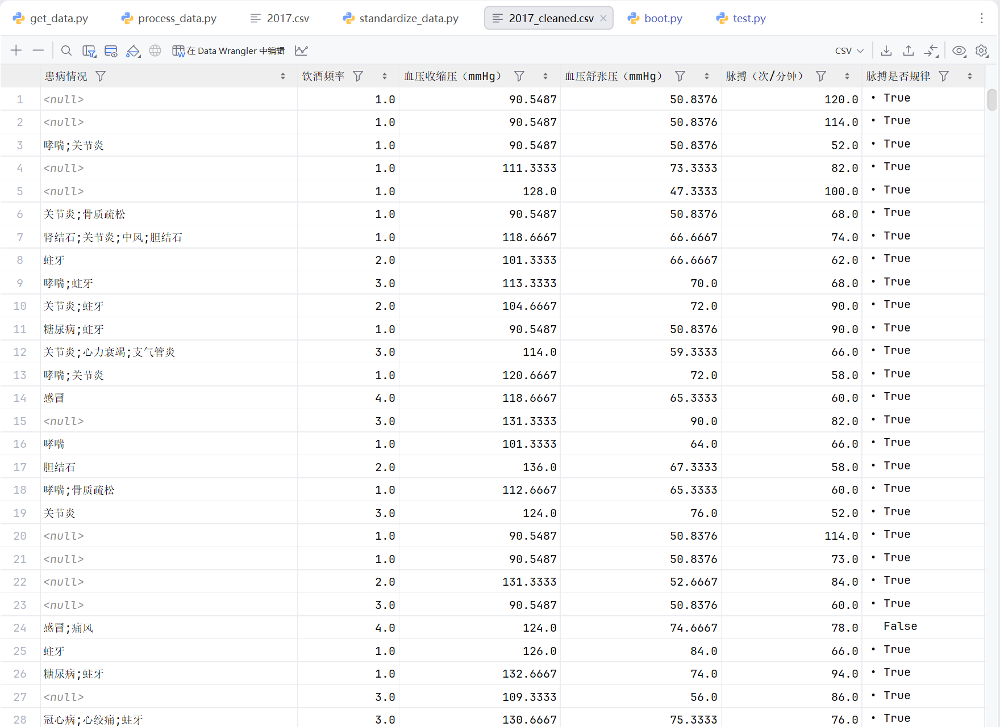 get_data.py process_data.py 2017.csv standardize_data.py 2017_cleaned.csv boot.py test.py
在 Data Wrangler 中编辑 CSV
患病情况 饮酒频率 血压收缩压（mmHg） 血压舒张压（mmHg） 脉搏（次/分钟） 脉搏是否规律
1 <null> 1.0 90.5487 50.8376 120.0 • True
2 <null> 1.0 90.5487 50.8376 114.0 • True
3 哮喘;关节炎 1.0 90.5487 50.8376 52.0 • True
4 <null> 1.0 111.3333 73.3333 82.0 • True
5 <null> 1.0 128.0 47.3333 100.0 • True
6 关节炎;骨质疏松 1.0 90.5487 50.8376 68.0 • True
7 肾结石;关节炎;中风;胆结石 1.0 118.6667 66.6667 74.0 • True
8 蛀牙 2.0 101.3333 66.6667 62.0 • True
9 哮喘;蛀牙 3.0 113.3333 70.0 68.0 • True
10 关节炎;蛀牙 2.0 104.6667 72.0 90.0 • True
11 糖尿病;蛀牙 1.0 90.5487 50.8376 90.0 • True
12 关节炎;心力衰竭;支气管炎 3.0 114.0 59.3333 66.0 • True
13 哮喘;关节炎 1.0 120.6667 72.0 58.0 • True
14 感冒 4.0 118.6667 65.3333 60.0 • True
15 <null> 3.0 131.3333 90.0 82.0 • True
16 哮喘 1.0 101.3333 64.0 66.0 • True
17 胆结石 2.0 136.0 67.3333 58.0 • True
18 哮喘;骨质疏松 1.0 112.6667 65.3333 60.0 • True
19 关节炎 3.0 124.0 76.0 52.0 • True
20 <null> 1.0 90.5487 50.8376 114.0 • True
21 <null> 1.0 90.5487 50.8376 73.0 • True
22 <null> 2.0 131.3333 52.6667 84.0 • True
23 <null> 3.0 90.5487 50.8376 60.0 • True
24 感冒;痛风 4.0 124.0 74.6667 78.0 False
25 蛀牙 1.0 126.0 84.0 66.0 • True
26 糖尿病;蛀牙 1.0 132.6667 74.0 94.0 • True
27 <null> 3.0 109.3333 56.0 86.0 • True
28 冠心病;心绞痛;蛀牙 3.0 130.6667 75.3333 76.0 • True